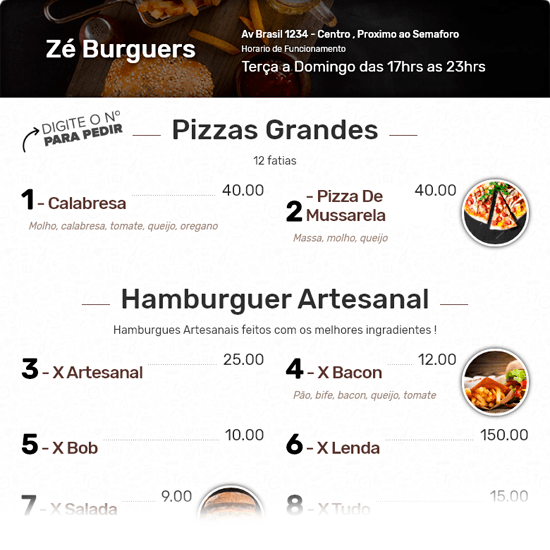 Zé Burguers
Av Brasil 1234 - Centro , Proximo ao Semaforo
Horario de Funcionamento
Terça a Domingo das 17hrs as 23hrs
DIGITE O Nº
PARA PEDIR
Pizzas Grandes
12 fatias
1 - Calabresa 40.00
Molho, calabresa, tomate, queijo, oregano
2 - Pizza De 40.00
Mussarela
Massa, molho, queijo
Hamburguer Artesanal
Hamburgues Artesanais feitos com os melhores ingredientes !
3 - X Artesanal 25.00
4 - X Bacon 12.00
Pão, bife, bacon, queijo, tomate
5 - X Bob 10.00
6 - X Lenda 150.00
7 - X Salada 9.00
8 - X Tudo 15.00